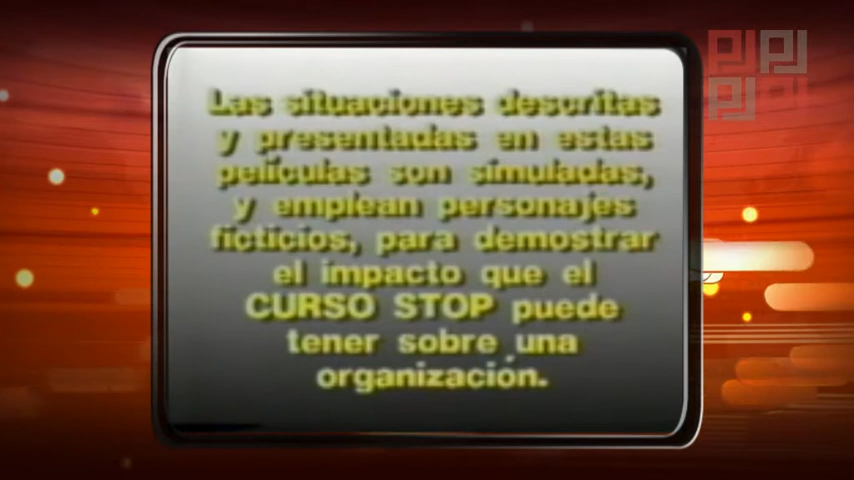 Las situaciones descritas
y presentadas en estas
películas son simuladas,
y emplean personajes
ficticios, para demostrar
el impacto que el
CURSO STOP puede
tener sobre una
organización.